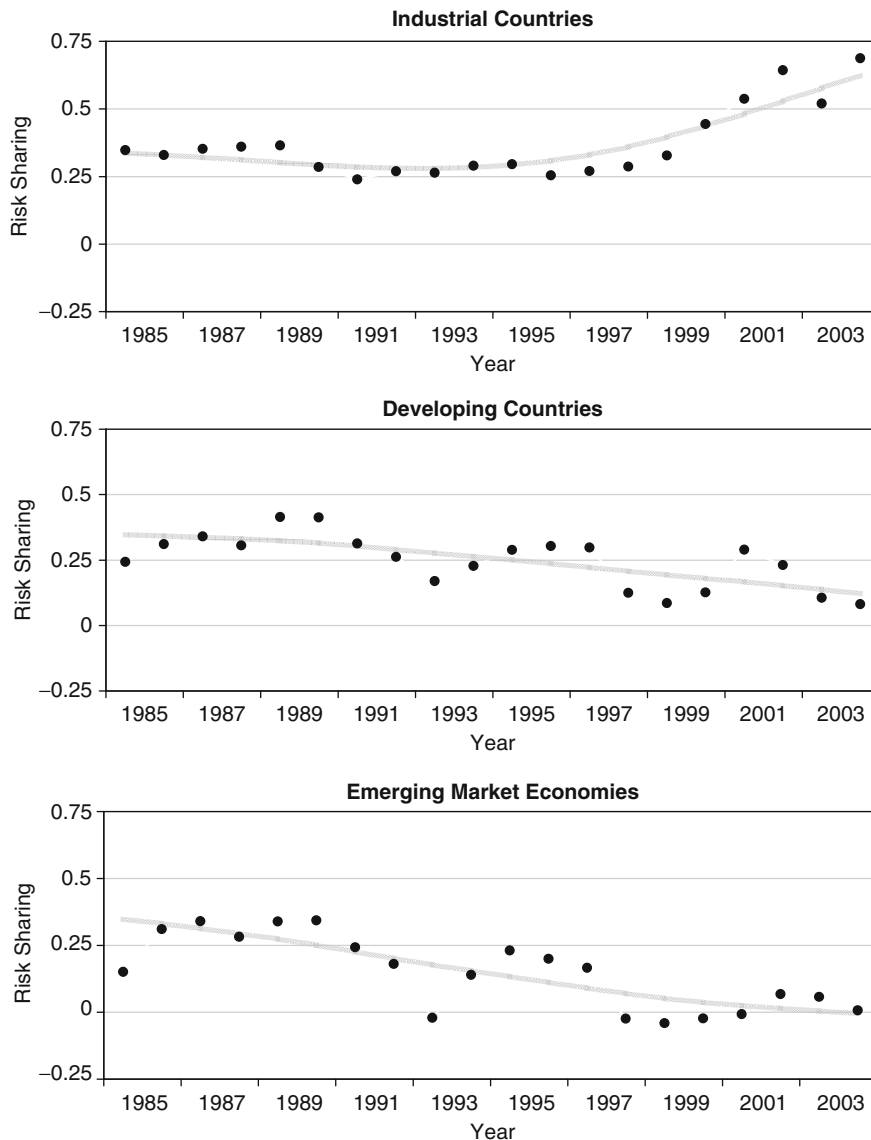 Industrial Countries
0.75
0.5
0.25
0
−0.25
Risk Sharing
1985 1987 1989 1991 1993 1995 1997 1999 2001 2003
Year
Developing Countries
0.75
0.5
0.25
0
−0.25
Risk Sharing
1985 1987 1989 1991 1993 1995 1997 1999 2001 2003
Year
Emerging Market Economies
0.75
0.5
0.25
0
−0.25
Risk Sharing
1985 1987 1989 1991 1993 1995 1997 1999 2001 2003
Year